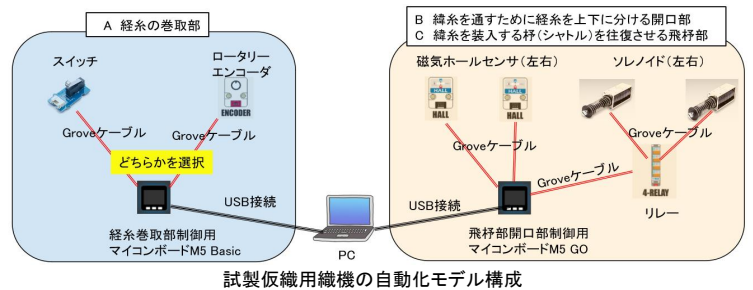 A 経糸の巻取部
B 緯糸を通すために経糸を上下に分ける開口部
C 緯糸を装入する杼(シャトル)を往復させる飛杼部
スイッチ
ロータリー
エンコーダ
ENCODER
Groveケーブル
Groveケーブル
どちらかを選択
経糸巻取部制御用
マイコンボードM5 Basic
USB接続
PC
USB接続
磁気ホールセンサ(左右)
HALL
HALL
ソレノイド(左右)
Groveケーブル
Groveケーブル
Groveケーブル
4-RELAY
リレー
飛杼部開口部制御用
マイコンボードM5 GO
試製仮織用織機の自動化モデル構成